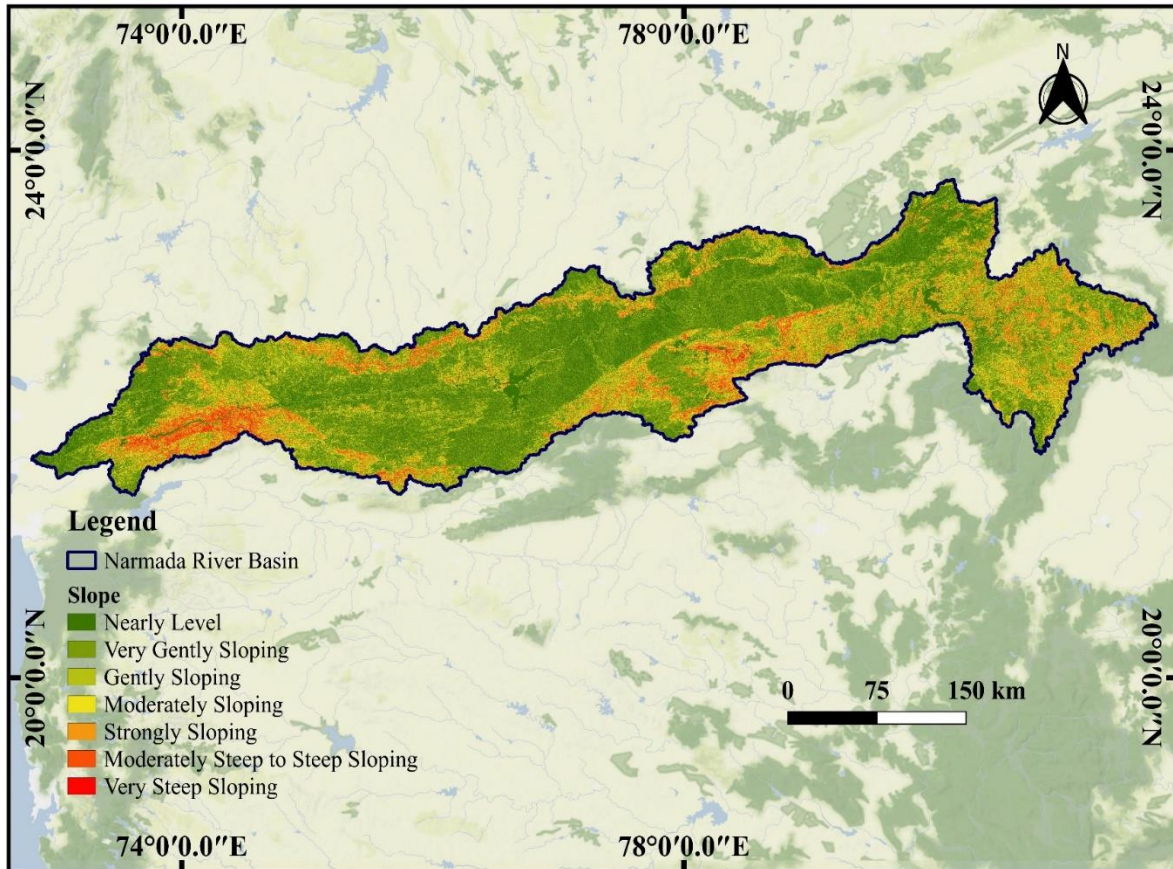 74°0′0.0″E 78°0′0.0″E
N
24°0′0.0″N 24°0′0.0″N
Legend
Narmada River Basin
Slope
Nearly Level
Very Gently Sloping
Gently Sloping
Moderately Sloping
Strongly Sloping
Moderately Steep to Steep Sloping
Very Steep Sloping
20°0′0.0″N 20°0′0.0″N
0 75 150 km
74°0′0.0″E 78°0′0.0″E